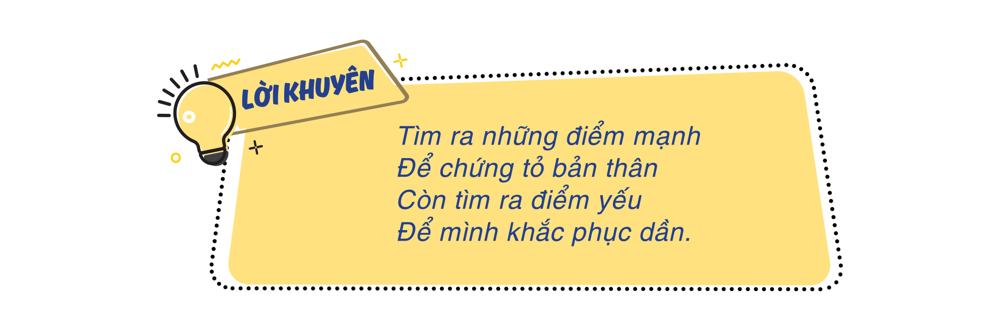 LỜI KHUYÊN
Tìm ra những điểm mạnh
Để chứng tỏ bản thân
Còn tìm ra điểm yếu
Để mình khắc phục dần.